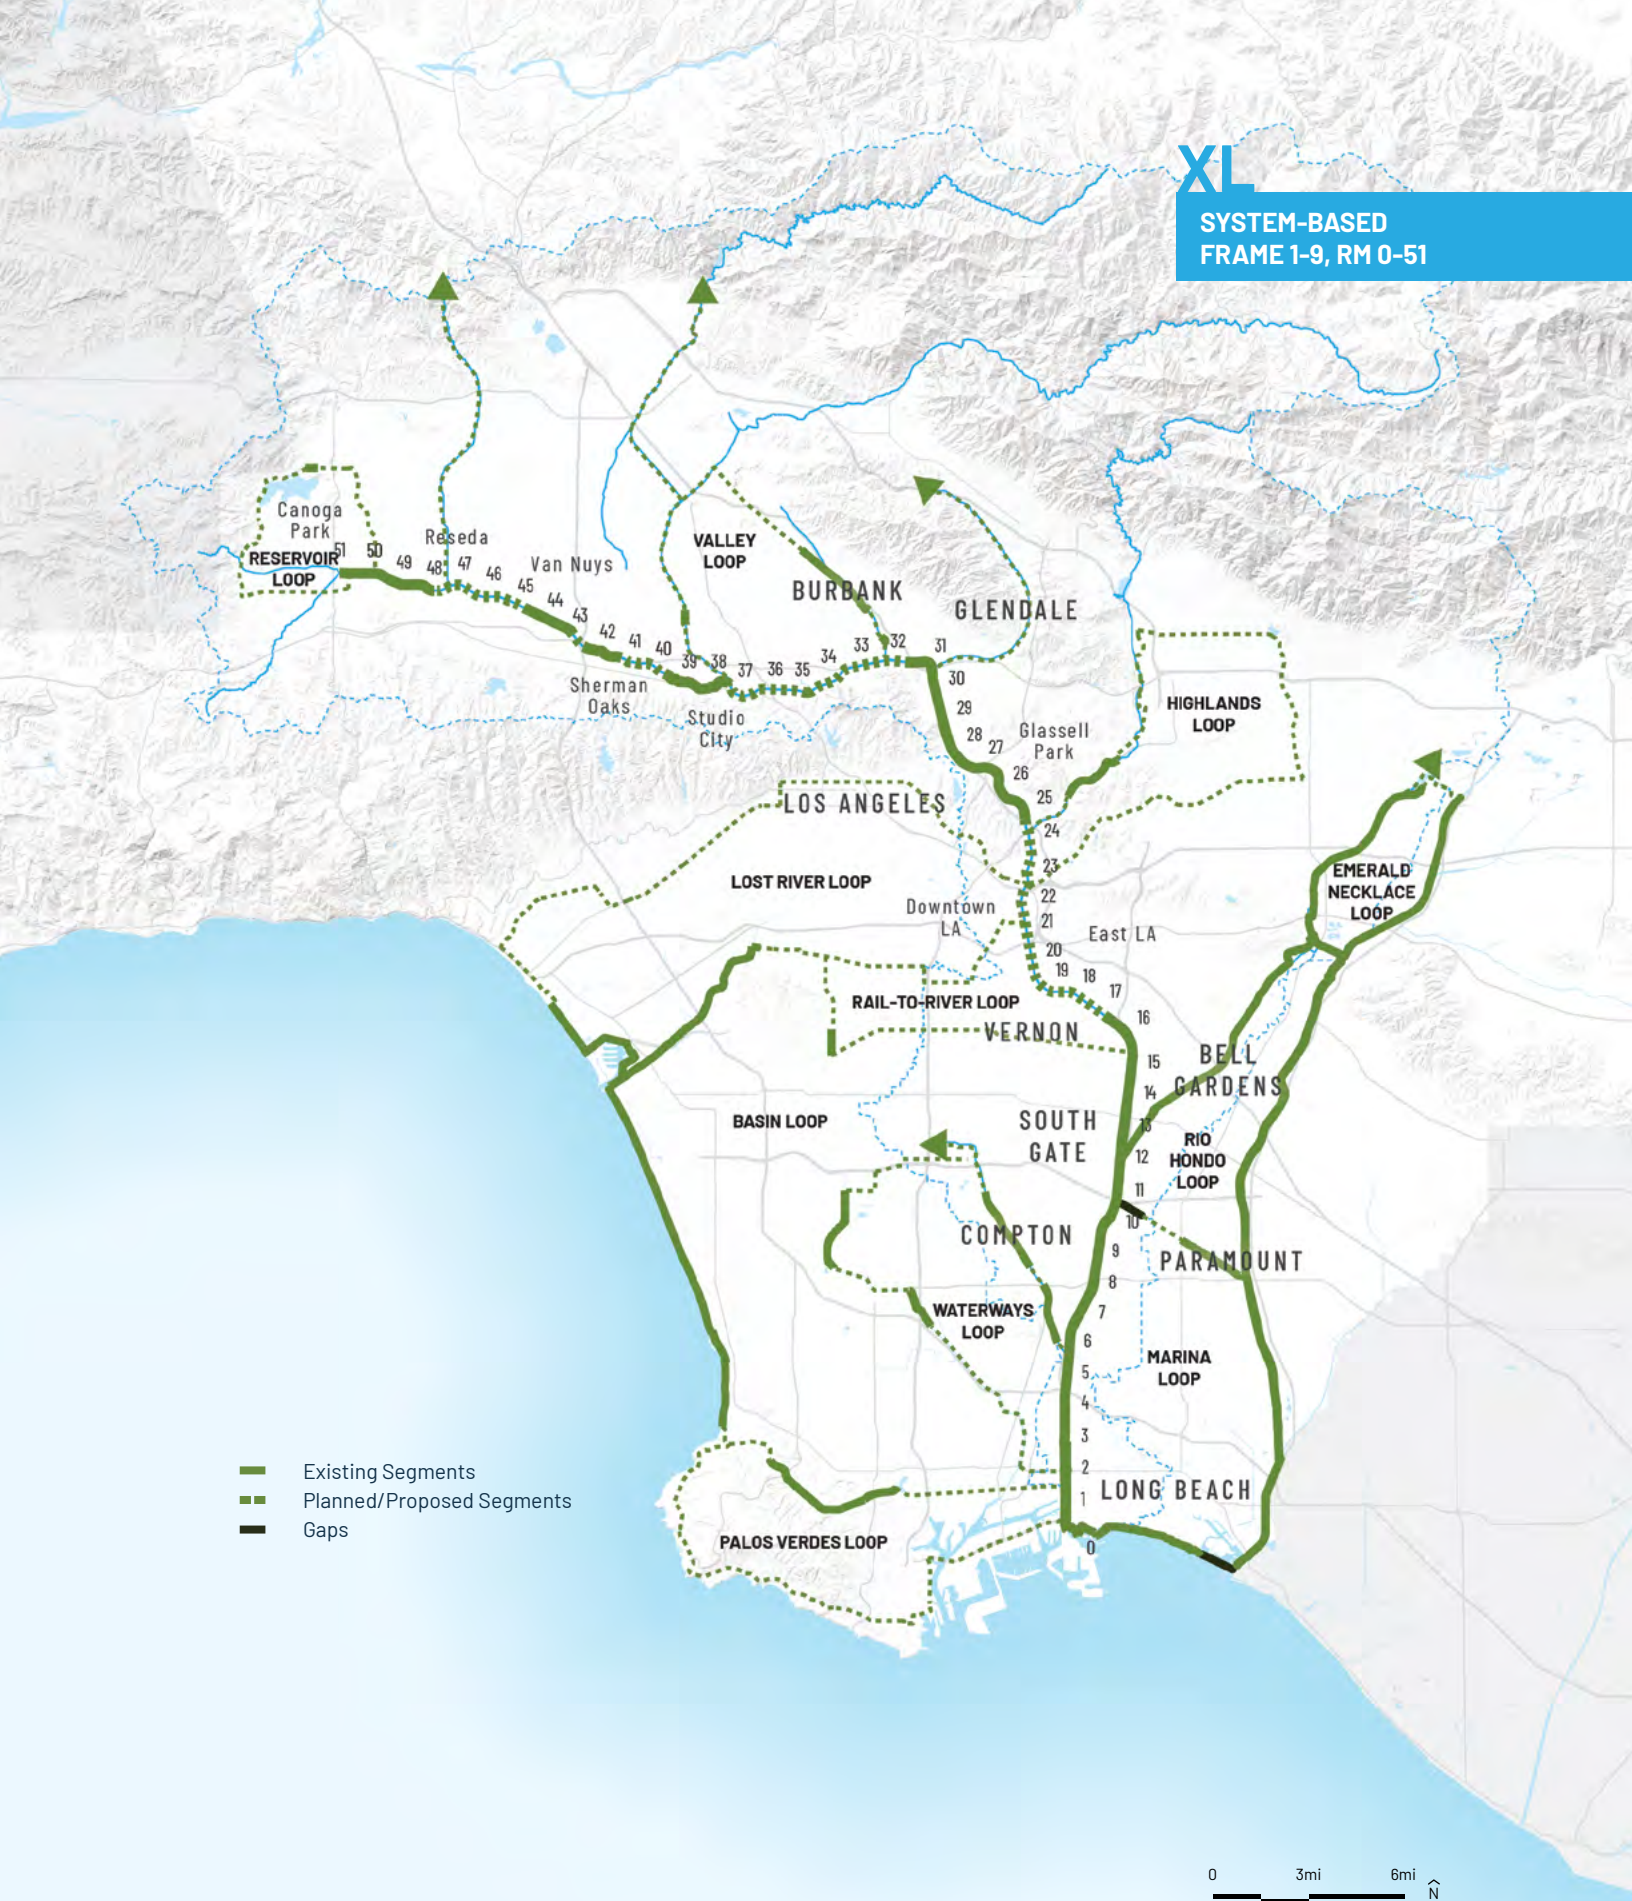 XL
SYSTEM-BASED
FRAME 1-9, RM 0-51
Canoga
Park
RESERVOIR
LOOP
51
50
49
Reseda
48
47
46
45
Van Nuys
44
43
42
41
40
39
38
37
36
35
34
33
32
31
Sherman
Oaks
Studio
City
VALLEY
LOOP
BURBANK
GLENDALE
30
29
28
27
Glassell
Park
26
25
24
23
22
21
20
19
18
17
16
15
14
13
12
11
10
9
8
7
6
5
4
3
2
1
0
HIGHLANDS
LOOP
LOS ANGELES
LOST RIVER LOOP
Downtown
LA
East LA
EMERALD
NECKLACE
LOOP
RAIL-TO-RIVER LOOP
VERNON
BELL
GARDENS
BASIN LOOP
SOUTH
GATE
RIO
HONDO
LOOP
COMPTON
PARAMOUNT
WATERWAYS
LOOP
MARINA
LOOP
LONG BEACH
PALOS VERDES LOOP
Existing Segments
Planned/Proposed Segments
Gaps
0 3mi 6mi
N